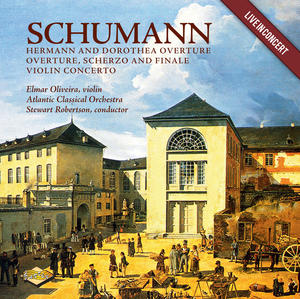 LIVE IN CONCERT
SCHUMANN
HERMANN AND DOROTHEA OVERTURE
OVERTURE, SCHERZO AND FINALE
VIOLIN CONCERTO
Elmar Oliveira, violin
Atlantic Classical Orchestra
Stewart Robertson, conductor